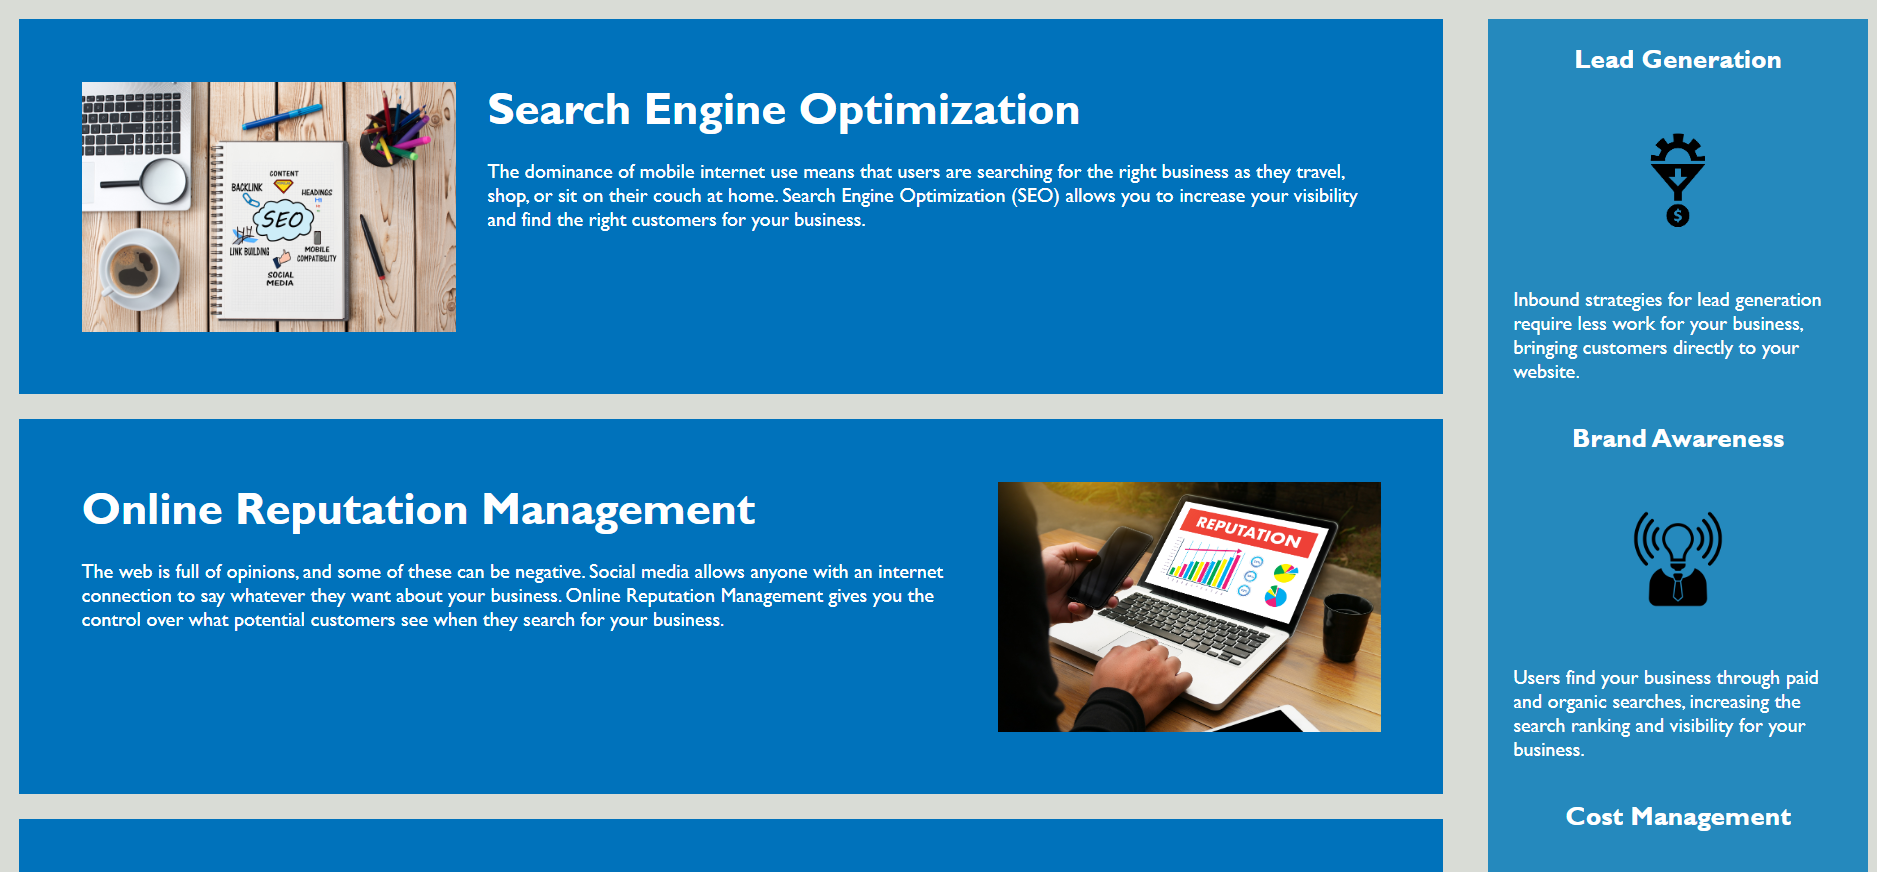 Search Engine Optimization
The dominance of mobile internet use means that users are searching for the right business as they travel,
shop, or sit on their couch at home. Search Engine Optimization (SEO) allows you to increase your visibility
and find the right customers for your business.
CONTENT
BACKLINK
HEADINGS
H1
SEO
LINK BUILDING
MOBILE
COMPATIBILITY
SOCIAL
MEDIA
Online Reputation Management
The web is full of opinions, and some of these can be negative. Social media allows anyone with an internet
connection to say whatever they want about your business. Online Reputation Management gives you the
control over what potential customers see when they search for your business.
REPUTATION
Lead Generation
$
Inbound strategies for lead generation
require less work for your business,
bringing customers directly to your
website.
Brand Awareness
Users find your business through paid
and organic searches, increasing the
search ranking and visibility for your
business.
Cost Management